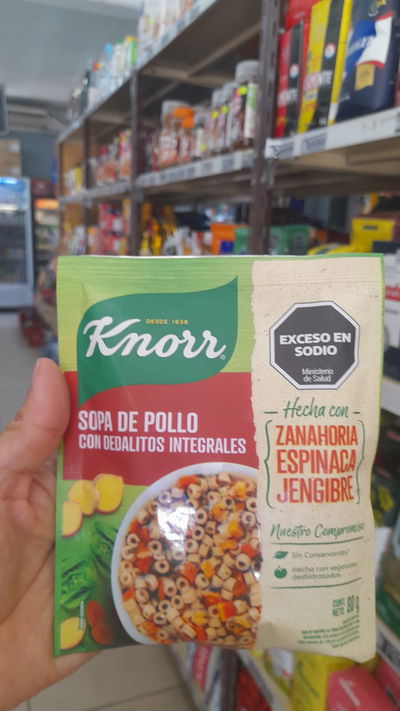 DESDE 1838
Knorr
SOPA DE POLLO
CON DEDALITOS INTEGRALES
EXCESO EN
SODIO
Ministerio
de Salud
Hecha con
ZANAHORIA
ESPINACA
JENGIBRE
Nuestro Compromiso
Sin Conservantes*
Hecha con vegetales
deshidratados
CONT.
NETO 80 g